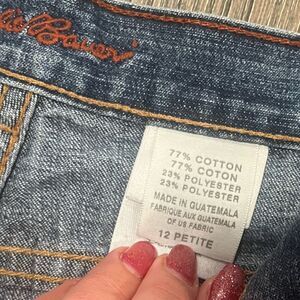 Bauer
77% COTTON
77% COTON
23% POLYESTER
23% POLYESTER
MADE IN GUATEMALA
FABRIQUE AUX GUATEMALA
OF US FABRIC
12 PETITE